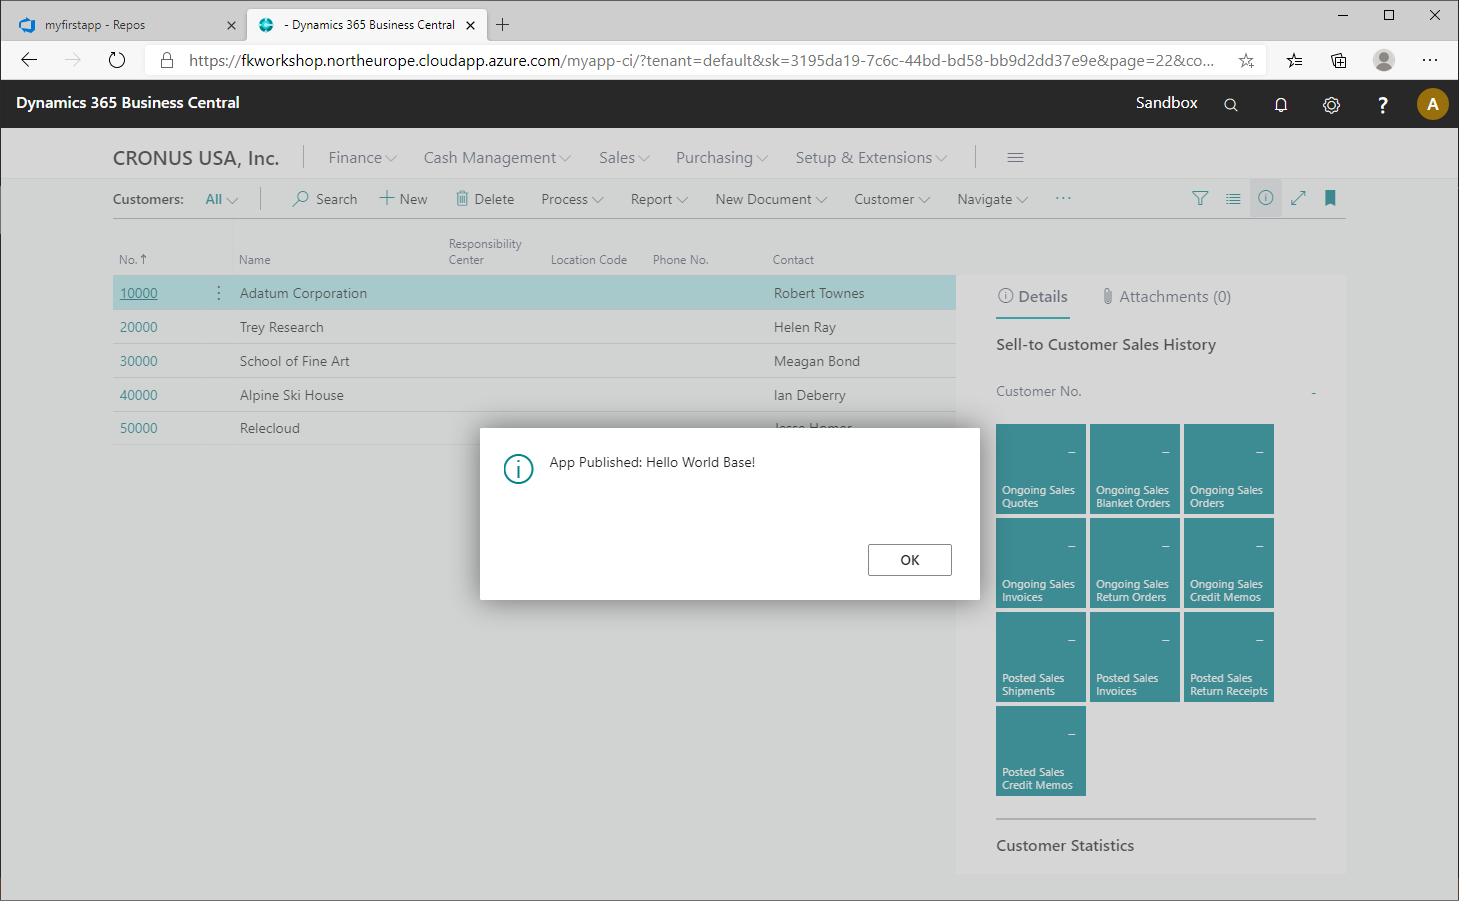 myfirstapp - Repos
- Dynamics 365 Business Central
https://fkworkshop.northeurope.cloudapp.azure.com/myapp-ci/?tenant=default&sk=3195da19-7c6c-44bd-bd58-bb9d2dd37e9e&page=22&co...
Dynamics 365 Business Central
Sandbox
?
A
CRONUS USA, Inc.
Finance
Cash Management
Sales
Purchasing
Setup & Extensions
Customers:
All
Search
New
Delete
Process
Report
New Document
Customer
Navigate
No. ↑
Name
Responsibility
Center
Location Code
Phone No.
Contact
10000
Adatum Corporation
Robert Townes
20000
Trey Research
Helen Ray
30000
School of Fine Art
Meagan Bond
40000
Alpine Ski House
Ian Deberry
50000
Relecloud
Jesse Homer
App Published: Hello World Base!
OK
Details
Attachments (0)
Sell-to Customer Sales History
Customer No.
-
–
Ongoing Sales
Quotes
–
Ongoing Sales
Blanket Orders
–
Ongoing Sales
Orders
–
Ongoing Sales
Invoices
–
Ongoing Sales
Return Orders
–
Ongoing Sales
Credit Memos
–
Posted Sales
Shipments
–
Posted Sales
Invoices
–
Posted Sales
Return Receipts
–
Posted Sales
Credit Memos
Customer Statistics